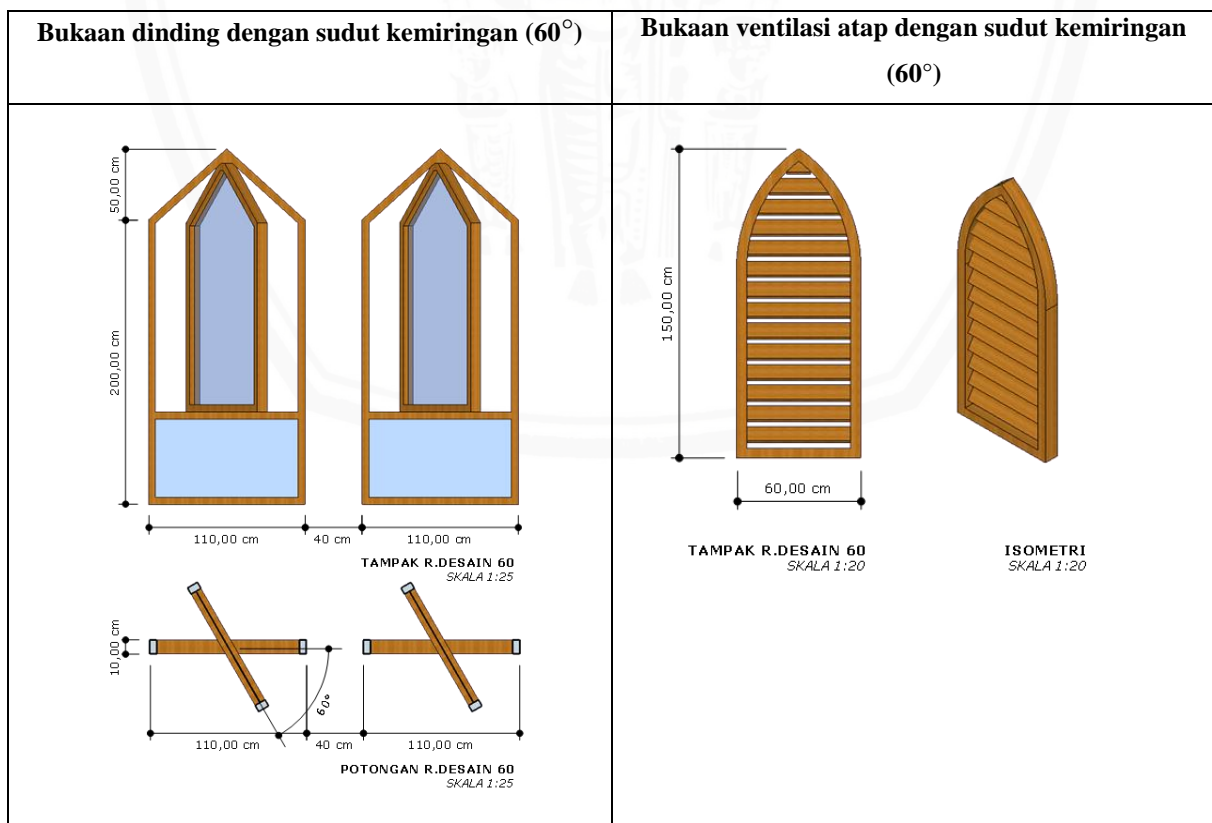 Bukaan dinding dengan sudut kemiringan (60°)
Bukaan ventilasi atap dengan sudut kemiringan
(60°)
50,00 cm
200,00 cm
110,00 cm
40 cm
110,00 cm
TAMPAK R.DESAIN 60
SKALA 1:25
10,00 cm
60°
110,00 cm
40 cm
110,00 cm
POTONGAN R.DESAIN 60
SKALA 1:25
150,00 cm
60,00 cm
TAMPAK R.DESAIN 60
SKALA 1:20
ISOMETRI
SKALA 1:20